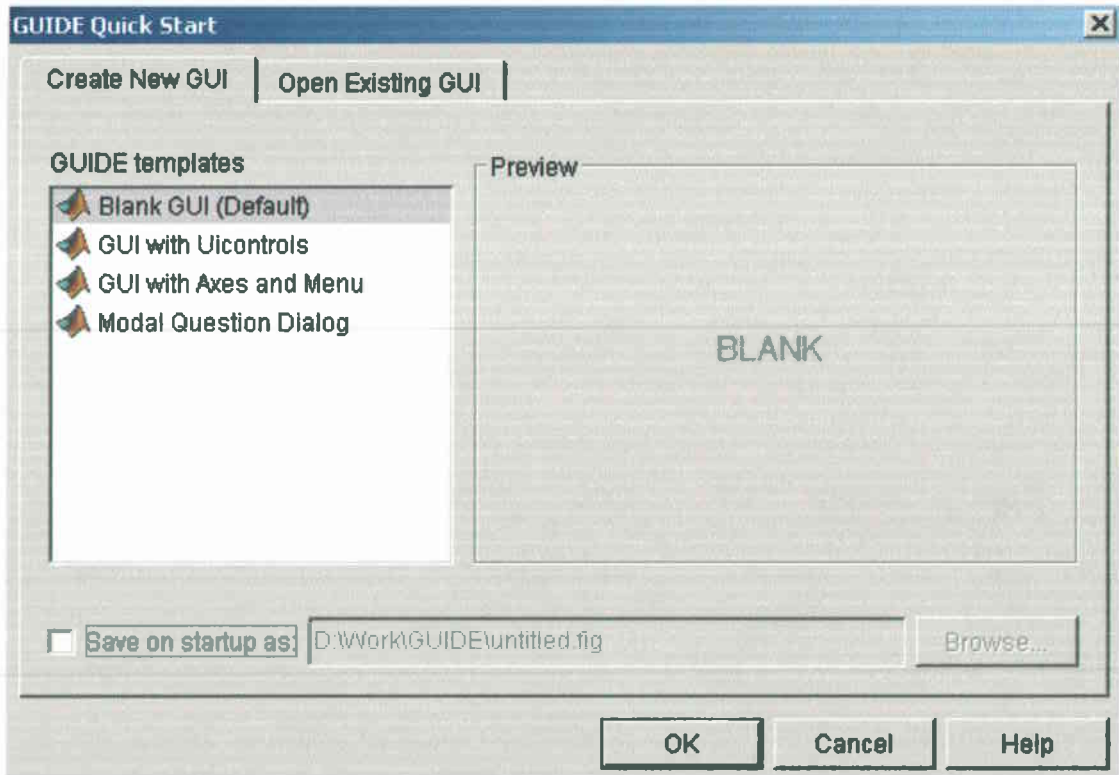 GUIDE Quick Start
Create New GUI
Open Existing GUI
GUIDE templates
Blank GUI (Default)
GUI with Uicontrols
GUI with Axes and Menu
Modal Question Dialog
Preview
BLANK
Save on startup as:
D:\Work\GUIDE\untitled.fig
Browse...
OK
Cancel
Help